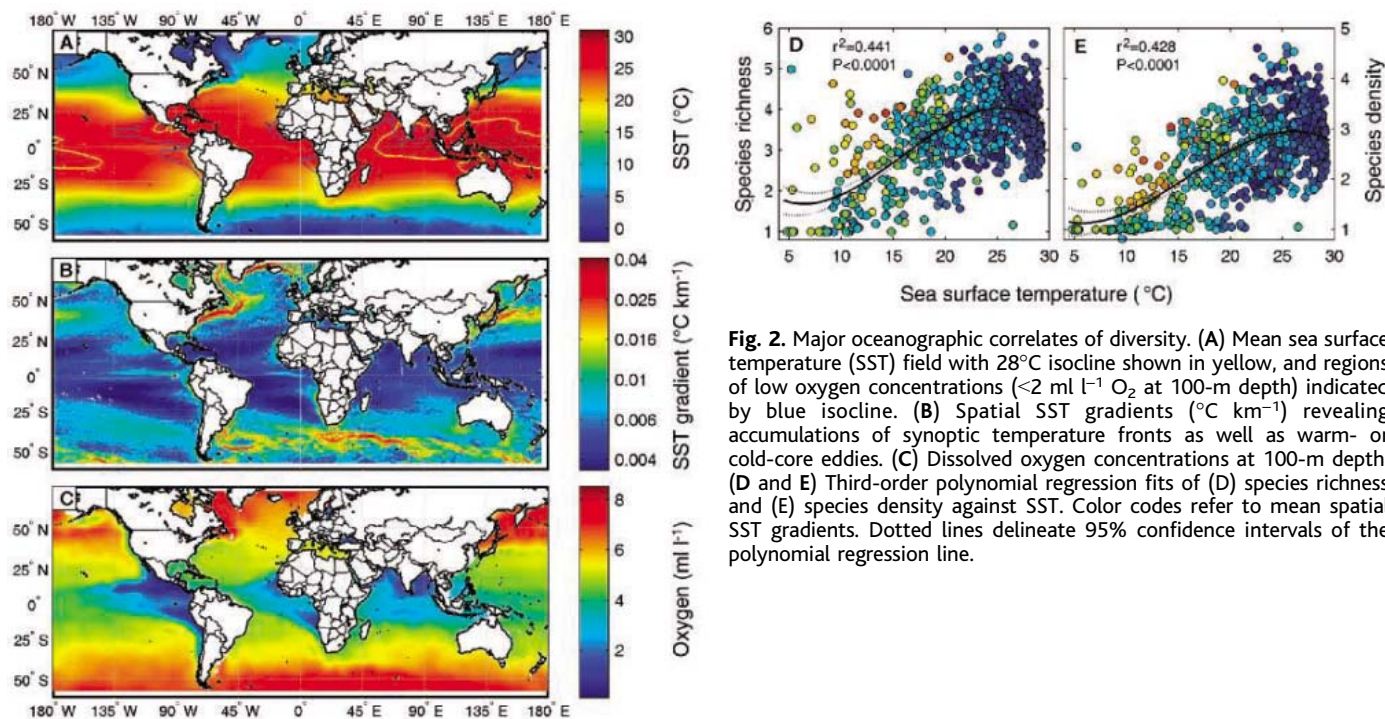 180° W 135° W 45° W 0° 45° E 90° E 135° E 180° E
A
50° N
25° N
0°
25° S
50° S
30
25
20
15
10
5
0
SST (°C)
B
50° N
25° N
0°
25° S
50° S
0.04
0.025
0.016
0.01
0.006
0.004
SST gradient (°C km⁻¹)
C
50° N
25° N
0°
25° S
50° S
8
6
4
2
Oxygen (ml l⁻¹)
180° W 135° W 90° W 45° W 0° 45° E 90° E 135° E 180° E
D
r²=0.441
P<0.0001
Species richness
6
5
4
3
2
1
5 10 15 20 25 30
E
r²=0.428
P<0.0001
5
4
3
2
1
Species density
5 10 15 20 25 30
Sea surface temperature (°C)
Fig. 2. Major oceanographic correlates of diversity. (A) Mean sea surface
temperature (SST) field with 28°C isocline shown in yellow, and regions
of low oxygen concentrations (<2 ml l⁻¹ O₂ at 100-m depth) indicated
by blue isocline. (B) Spatial SST gradients (°C km⁻¹) revealing
accumulations of synoptic temperature fronts as well as warm- or
cold-core eddies. (C) Dissolved oxygen concentrations at 100-m depth
(D and E) Third-order polynomial regression fits of (D) species richness
and (E) species density against SST. Color codes refer to mean spatial
SST gradients. Dotted lines delineate 95% confidence intervals of the
polynomial regression line.